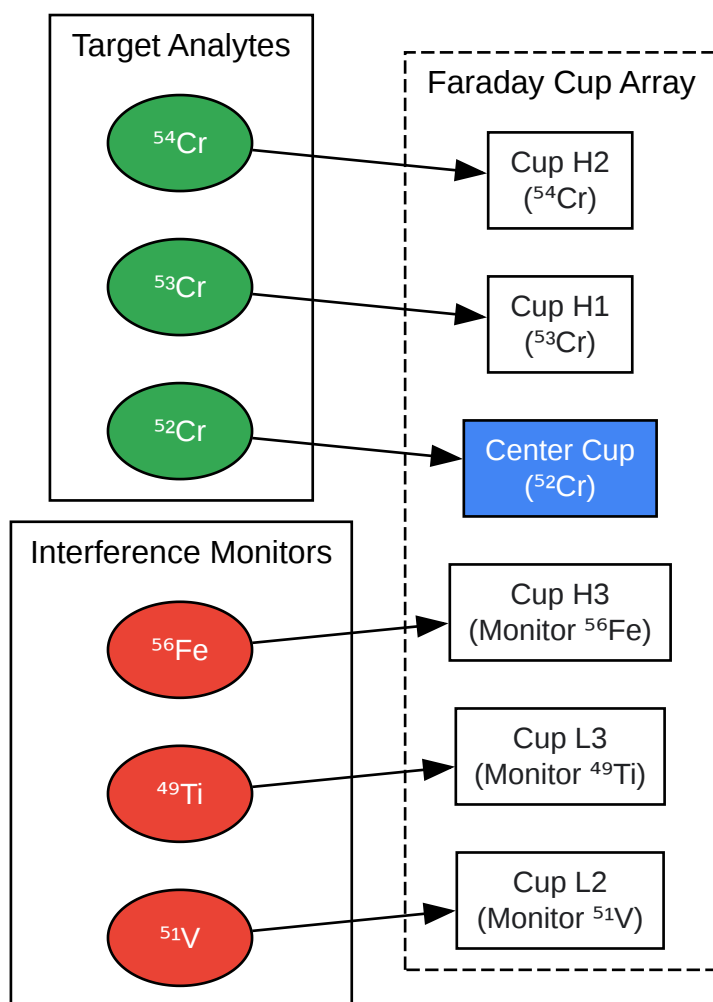 Target Analytes
⁵⁴Cr
⁵³Cr
⁵²Cr
Interference Monitors
⁵⁶Fe
⁴⁹Ti
⁵¹V
Faraday Cup Array
Cup H2
(⁵⁴Cr)
Cup H1
(⁵³Cr)
Center Cup
(⁵²Cr)
Cup H3
(Monitor ⁵⁶Fe)
Cup L3
(Monitor ⁴⁹Ti)
Cup L2
(Monitor ⁵¹V)